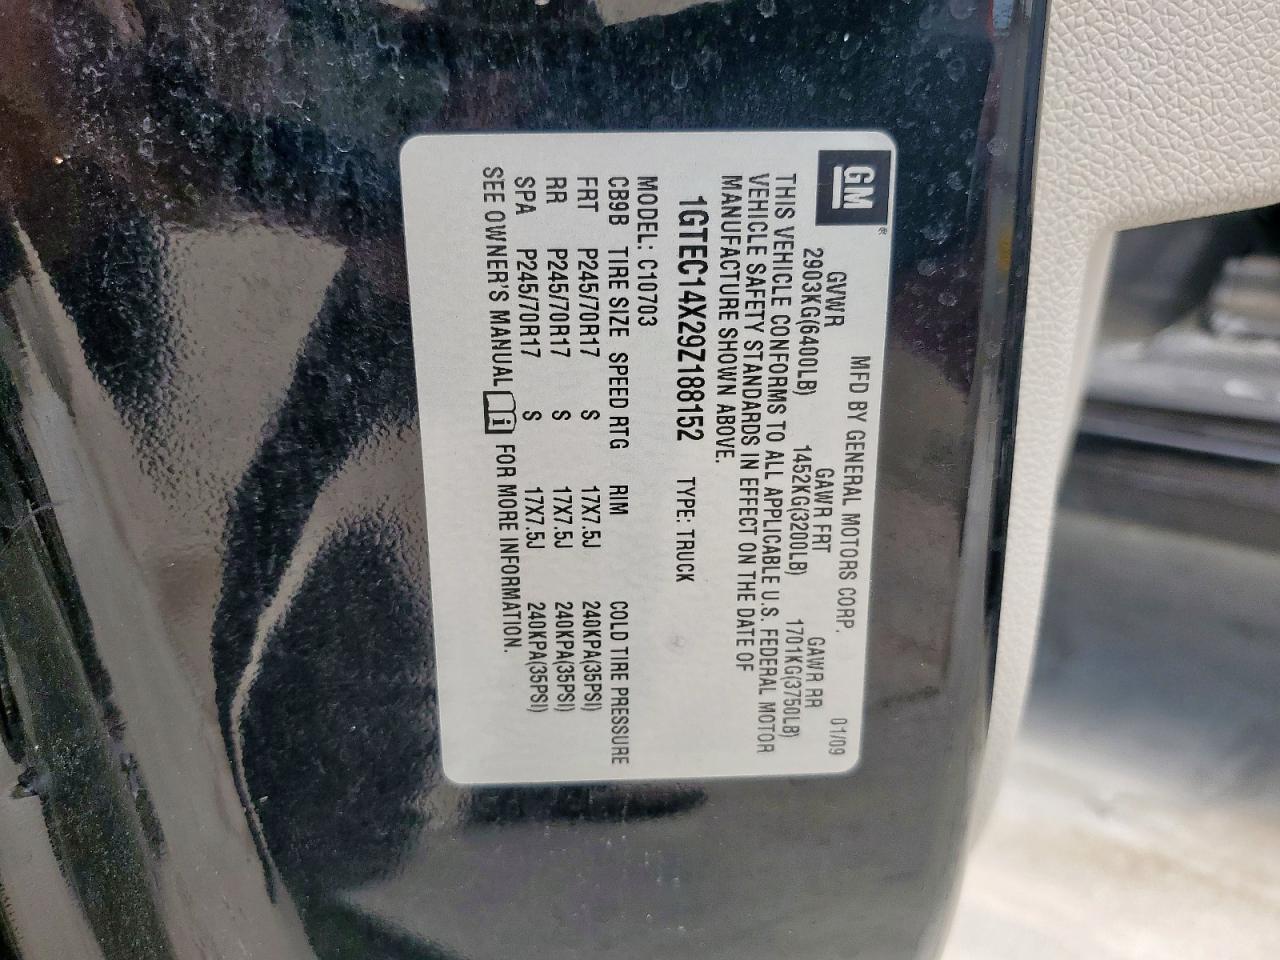 GM®
MFD BY GENERAL MOTORS CORP. 01/09
GVWR GAWR FRT GAWR RR
2903KG(6400LB) 1452KG(3200LB) 1701KG(3750LB)
THIS VEHICLE CONFORMS TO ALL APPLICABLE U.S. FEDERAL MOTOR
VEHICLE SAFETY STANDARDS IN EFFECT ON THE DATE OF
MANUFACTURE SHOWN ABOVE.
1GTEC14X29Z188152 TYPE: TRUCK
MODEL: C10703
CB9B TIRE SIZE SPEED RTG RIM COLD TIRE PRESSURE
FRT P245/70R17 S 17X7.5J 240KPA(35PSI)
RR P245/70R17 S 17X7.5J 240KPA(35PSI)
SPA P245/70R17 S 17X7.5J 240KPA(35PSI)
SEE OWNER'S MANUAL i FOR MORE INFORMATION.